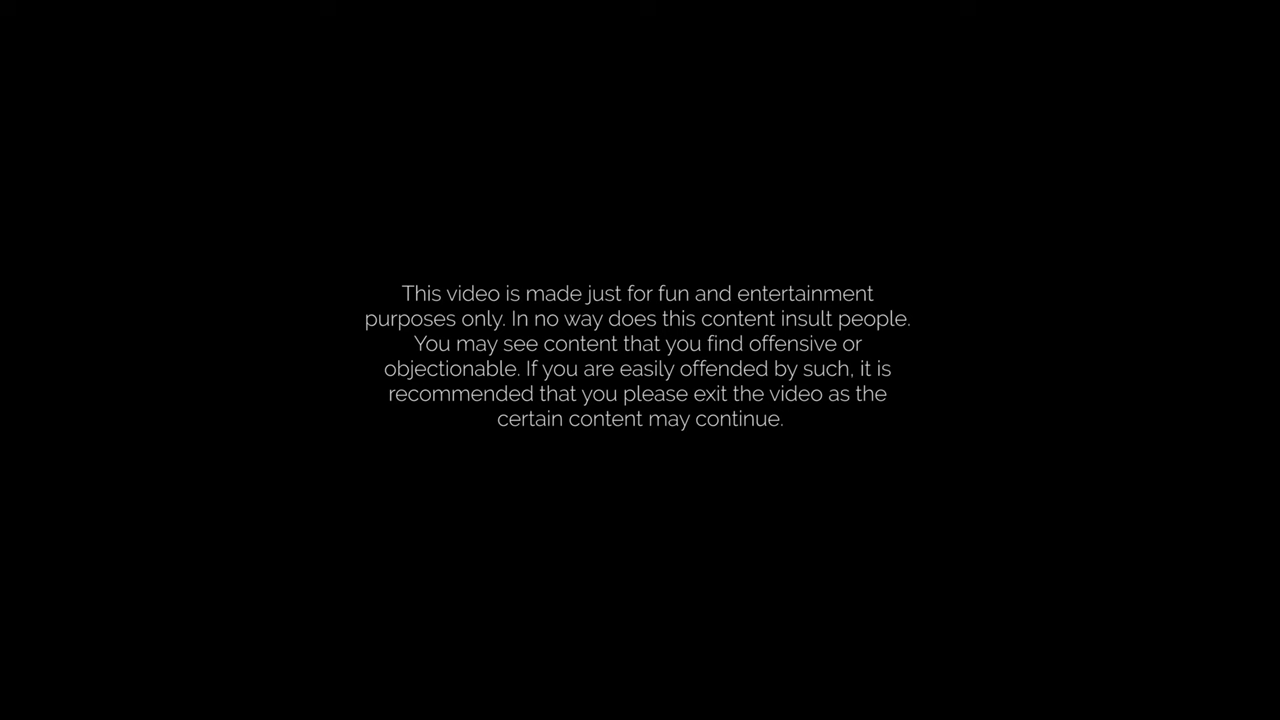 This video is made just for fun and entertainment
purposes only. In no way does this content insult people.
You may see content that you find offensive or
objectionable. If you are easily offended by such, it is
recommended that you please exit the video as the
certain content may continue.